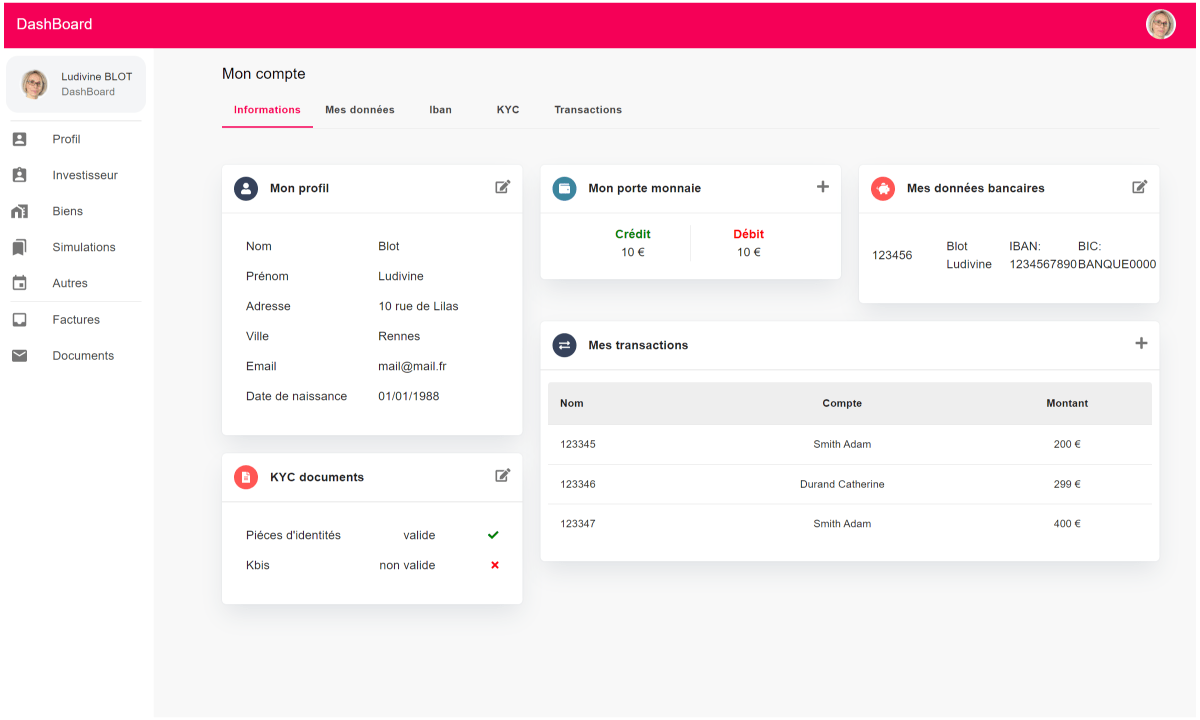 DashBoard
Ludivine BLOT
DashBoard
Profil
Investisseur
Biens
Simulations
Autres
Factures
Documents
Mon compte
Informations Mes données Iban KYC Transactions
Mon profil
Nom Blot
Prénom Ludivine
Adresse 10 rue de Lilas
Ville Rennes
Email mail@mail.fr
Date de naissance 01/01/1988
KYC documents
Piéces d'identités valide
Kbis non valide
Mon porte monnaie
Crédit Débit
10 € 10 €
Mes données bancaires
123456
Blot
Ludivine
IBAN:
1234567890
BIC:
BANQUE0000
Mes transactions
Nom Compte Montant
123345 Smith Adam 200 €
123346 Durand Catherine 299 €
123347 Smith Adam 400 €